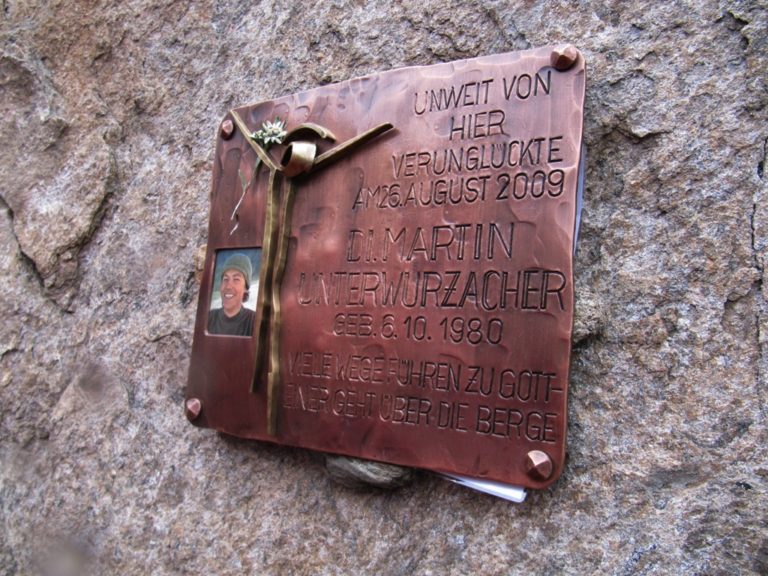 UNWEIT VON
HIER
VERUNGLÜCKTE
AM 26. AUGUST 2009
DI. MARTIN
UNTERWURZACHER
GEB. 6. 10. 1980
VIELE WEGE FÜHREN ZU GOTT-
EINER GEHT ÜBER DIE BERGE